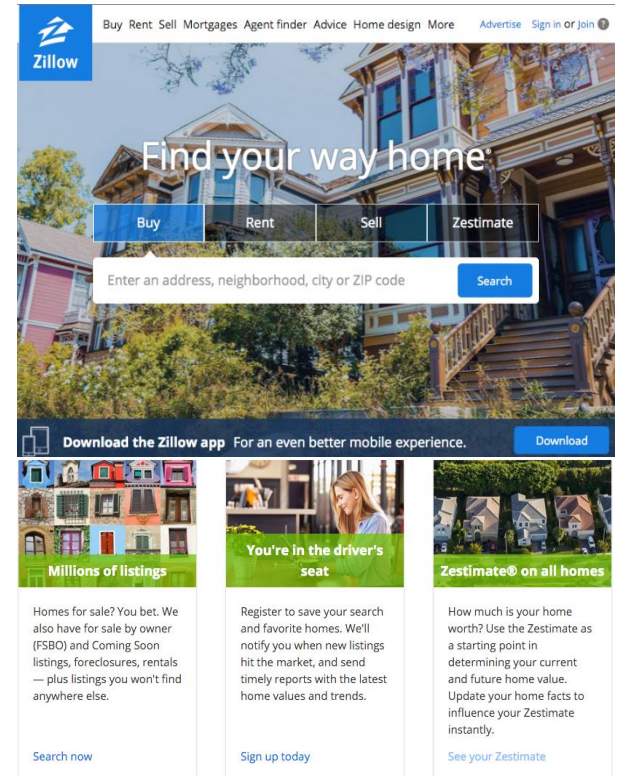 Zillow
Buy Rent Sell Mortgages Agent finder Advice Home design More Advertise Sign in or Join ?
Find your way home®
Buy Rent Sell Zestimate
Enter an address, neighborhood, city or ZIP code Search
Download the Zillow app For an even better mobile experience. Download
Millions of listings
Homes for sale? You bet. We
also have for sale by owner
(FSBO) and Coming Soon
listings, foreclosures, rentals
— plus listings you won't find
anywhere else.
Search now
You're in the driver's
seat
Register to save your search
and favorite homes. We'll
notify you when new listings
hit the market, and send
timely reports with the latest
home values and trends.
Sign up today
Zestimate® on all homes
How much is your home
worth? Use the Zestimate as
a starting point in
determining your current
and future home value.
Update your home facts to
influence your Zestimate
instantly.
See your Zestimate